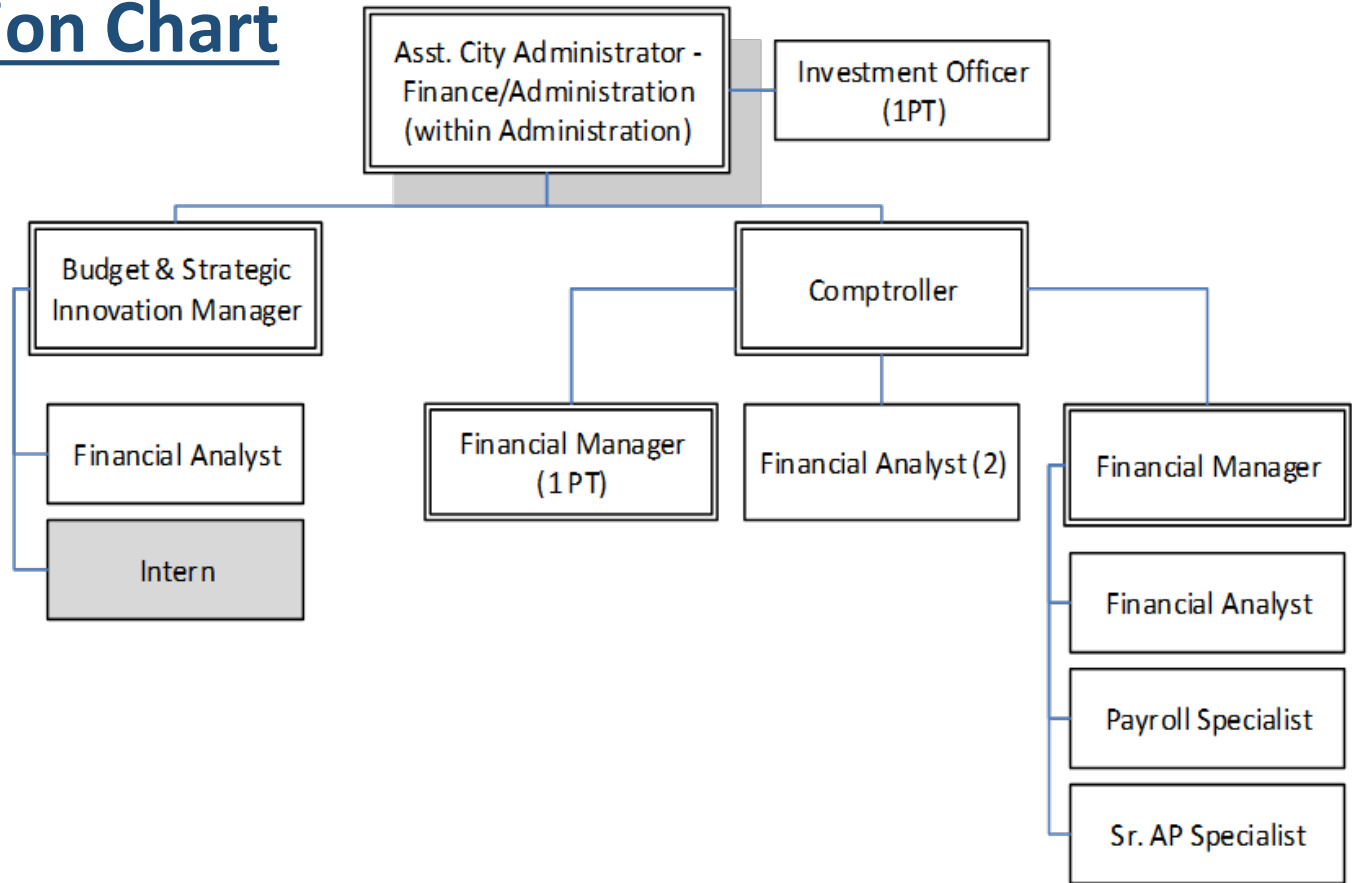 ion Chart
Asst. City Administrator -
Finance/Administration
(within Administration)
Investment Officer
(1PT)
Budget & Strategic
Innovation Manager
Comptroller
Financial Analyst
Intern
Financial Manager
(1 PT)
Financial Analyst (2)
Financial Manager
Financial Analyst
Payroll Specialist
Sr. AP Specialist